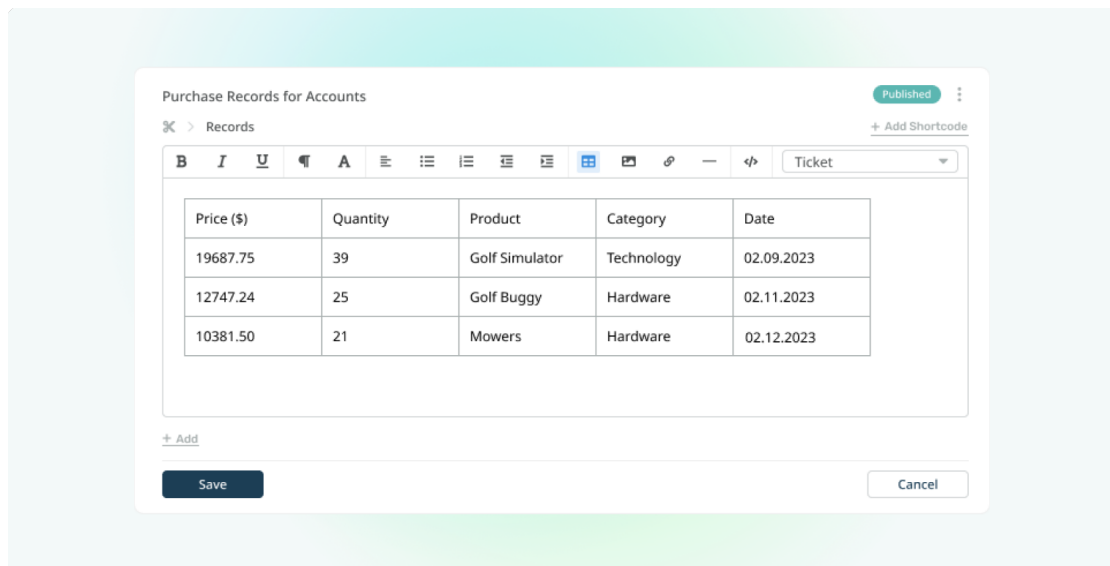 Purchase Records for Accounts
Published
Records
+ Add Shortcode
B I U ¶ A </> Ticket
Price ($) Quantity Product Category Date
19687.75 39 Golf Simulator Technology 02.09.2023
12747.24 25 Golf Buggy Hardware 02.11.2023
10381.50 21 Mowers Hardware 02.12.2023
+ Add
Save Cancel